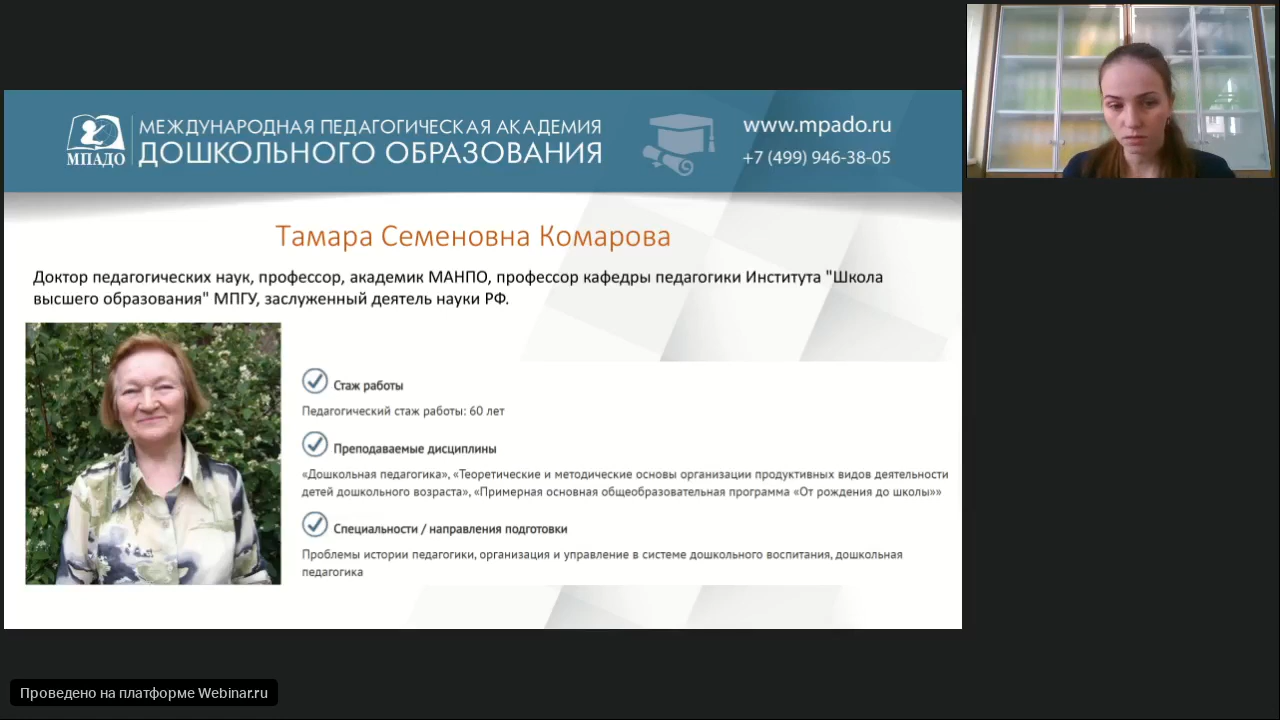 МПАДО
МЕЖДУНАРОДНАЯ ПЕДАГОГИЧЕСКАЯ АКАДЕМИЯ
ДОШКОЛЬНОГО ОБРАЗОВАНИЯ
www.mpado.ru
+7 (499) 946-38-05
Тамара Семеновна Комарова
Доктор педагогических наук, профессор, академик МАНПО, профессор кафедры педагогики Института "Школа
высшего образования" МПГУ, заслуженный деятель науки РФ.
Стаж работы
Педагогический стаж работы: 60 лет
Преподаваемые дисциплины
«Дошкольная педагогика», «Теоретические и методические основы организации продуктивных видов деятельности
детей дошкольного возраста», «Примерная основная общеобразовательная программа «От рождения до школы»»
Специальности / направления подготовки
Проблемы истории педагогики, организация и управление в системе дошкольного воспитания, дошкольная
педагогика
Проведено на платформе Webinar.ru